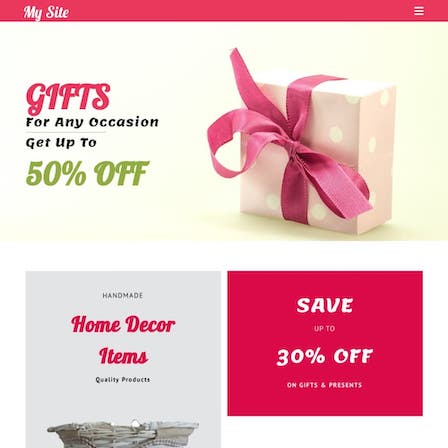 My Site
GIFTS
For Any Occasion
Get Up To
50% OFF
HANDMADE
Home Decor
Items
Quality Products
SAVE
UP TO
30% OFF
ON GIFTS & PRESENTS